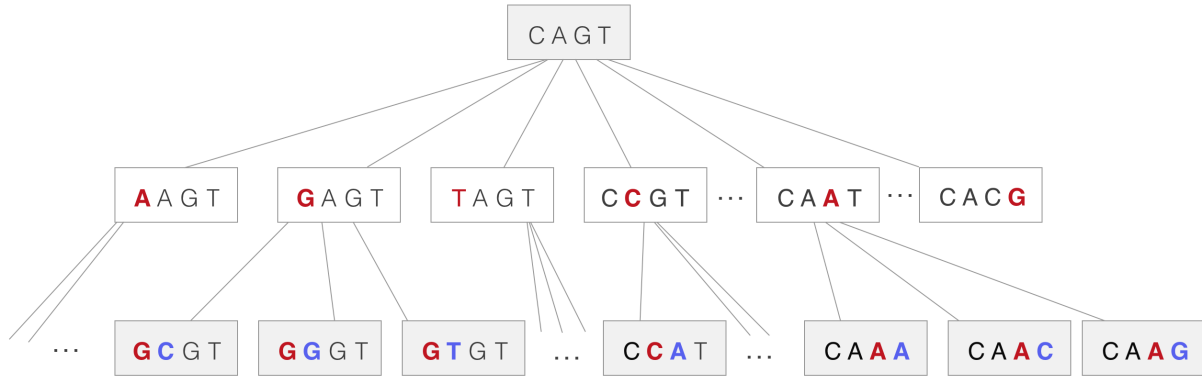 CAGT
AAGT GAGT TAGT CCGT ... CAAT ... CACG
... GCGT GGGT GTGT ... CCAT ... CAAA CAAC CAAG